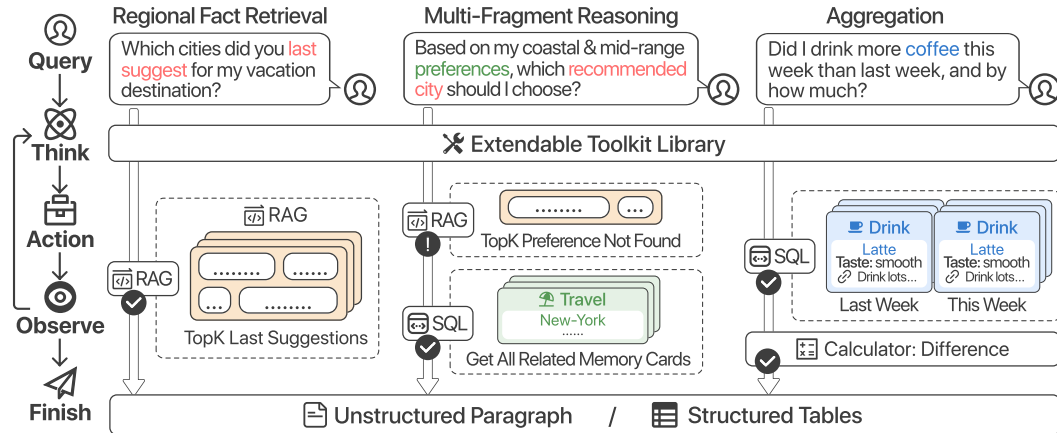 Regional Fact Retrieval
Multi-Fragment Reasoning
Aggregation
Query
Think
Action
Observe
Finish
Which cities did you last
suggest for my vacation
destination?
Based on my coastal & mid-range
preferences, which recommended
city should I choose?
Did I drink more coffee this
week than last week, and by
how much?
Extendable Toolkit Library
RAG
RAG
........
......
...
........
TopK Last Suggestions
RAG
!
........
...
TopK Preference Not Found
SQL
Travel
New-York
......
Get All Related Memory Cards
SQL
Drink
Latte
Taste: smooth
Drink lots...
Last Week
Drink
Latte
Taste: smooth
Drink lots...
This Week
Calculator: Difference
Unstructured Paragraph / Structured Tables